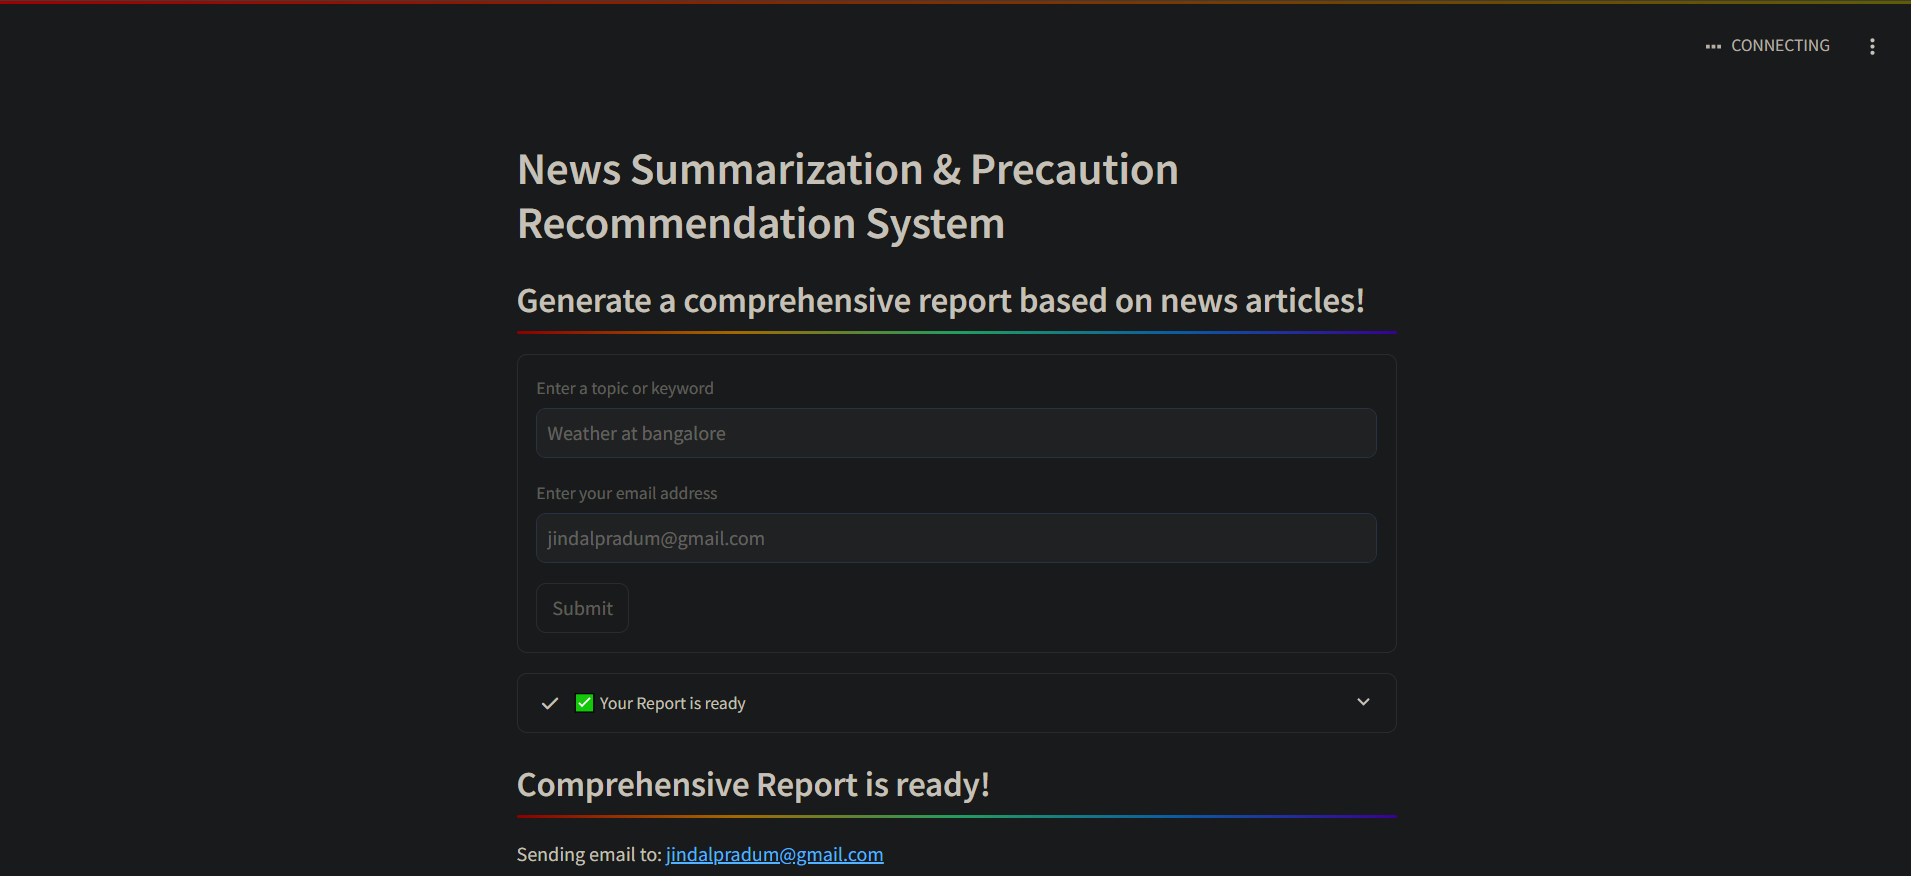 CONNECTING
News Summarization & Precaution
Recommendation System
Generate a comprehensive report based on news articles!
Enter a topic or keyword
Weather at bangalore
Enter your email address
jindalpradum@gmail.com
Submit
✅ Your Report is ready
Comprehensive Report is ready!
Sending email to: jindalpradum@gmail.com